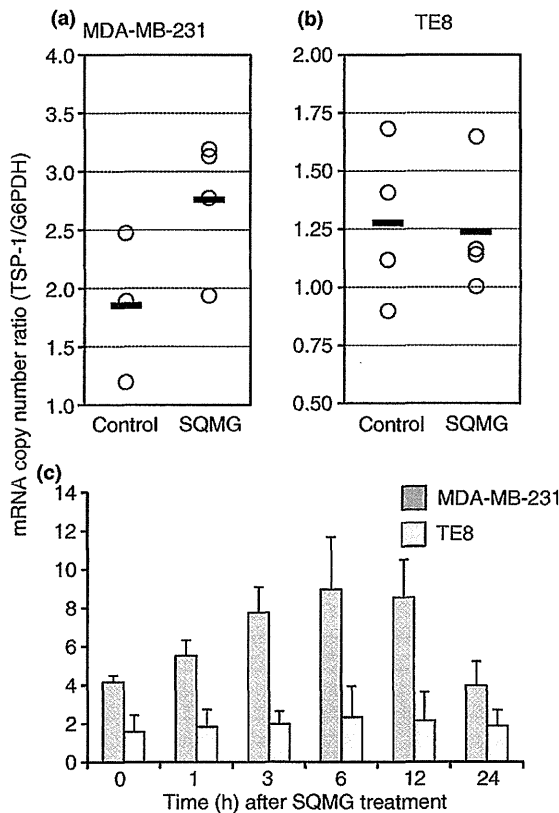 (a)
MDA-MB-231
(b)
TE8
mRNA copy number ratio (TSP-1/G6PDH)
4.0
3.5
3.0
2.5
2.0
1.5
1.0
Control SQMG
2.00
1.75
1.50
1.25
1.00
0.75
0.50
Control SQMG
(c)
14
12
10
8
6
4
2
0
MDA-MB-231
TE8
0 1 3 6 12 24
Time (h) after SQMG treatment